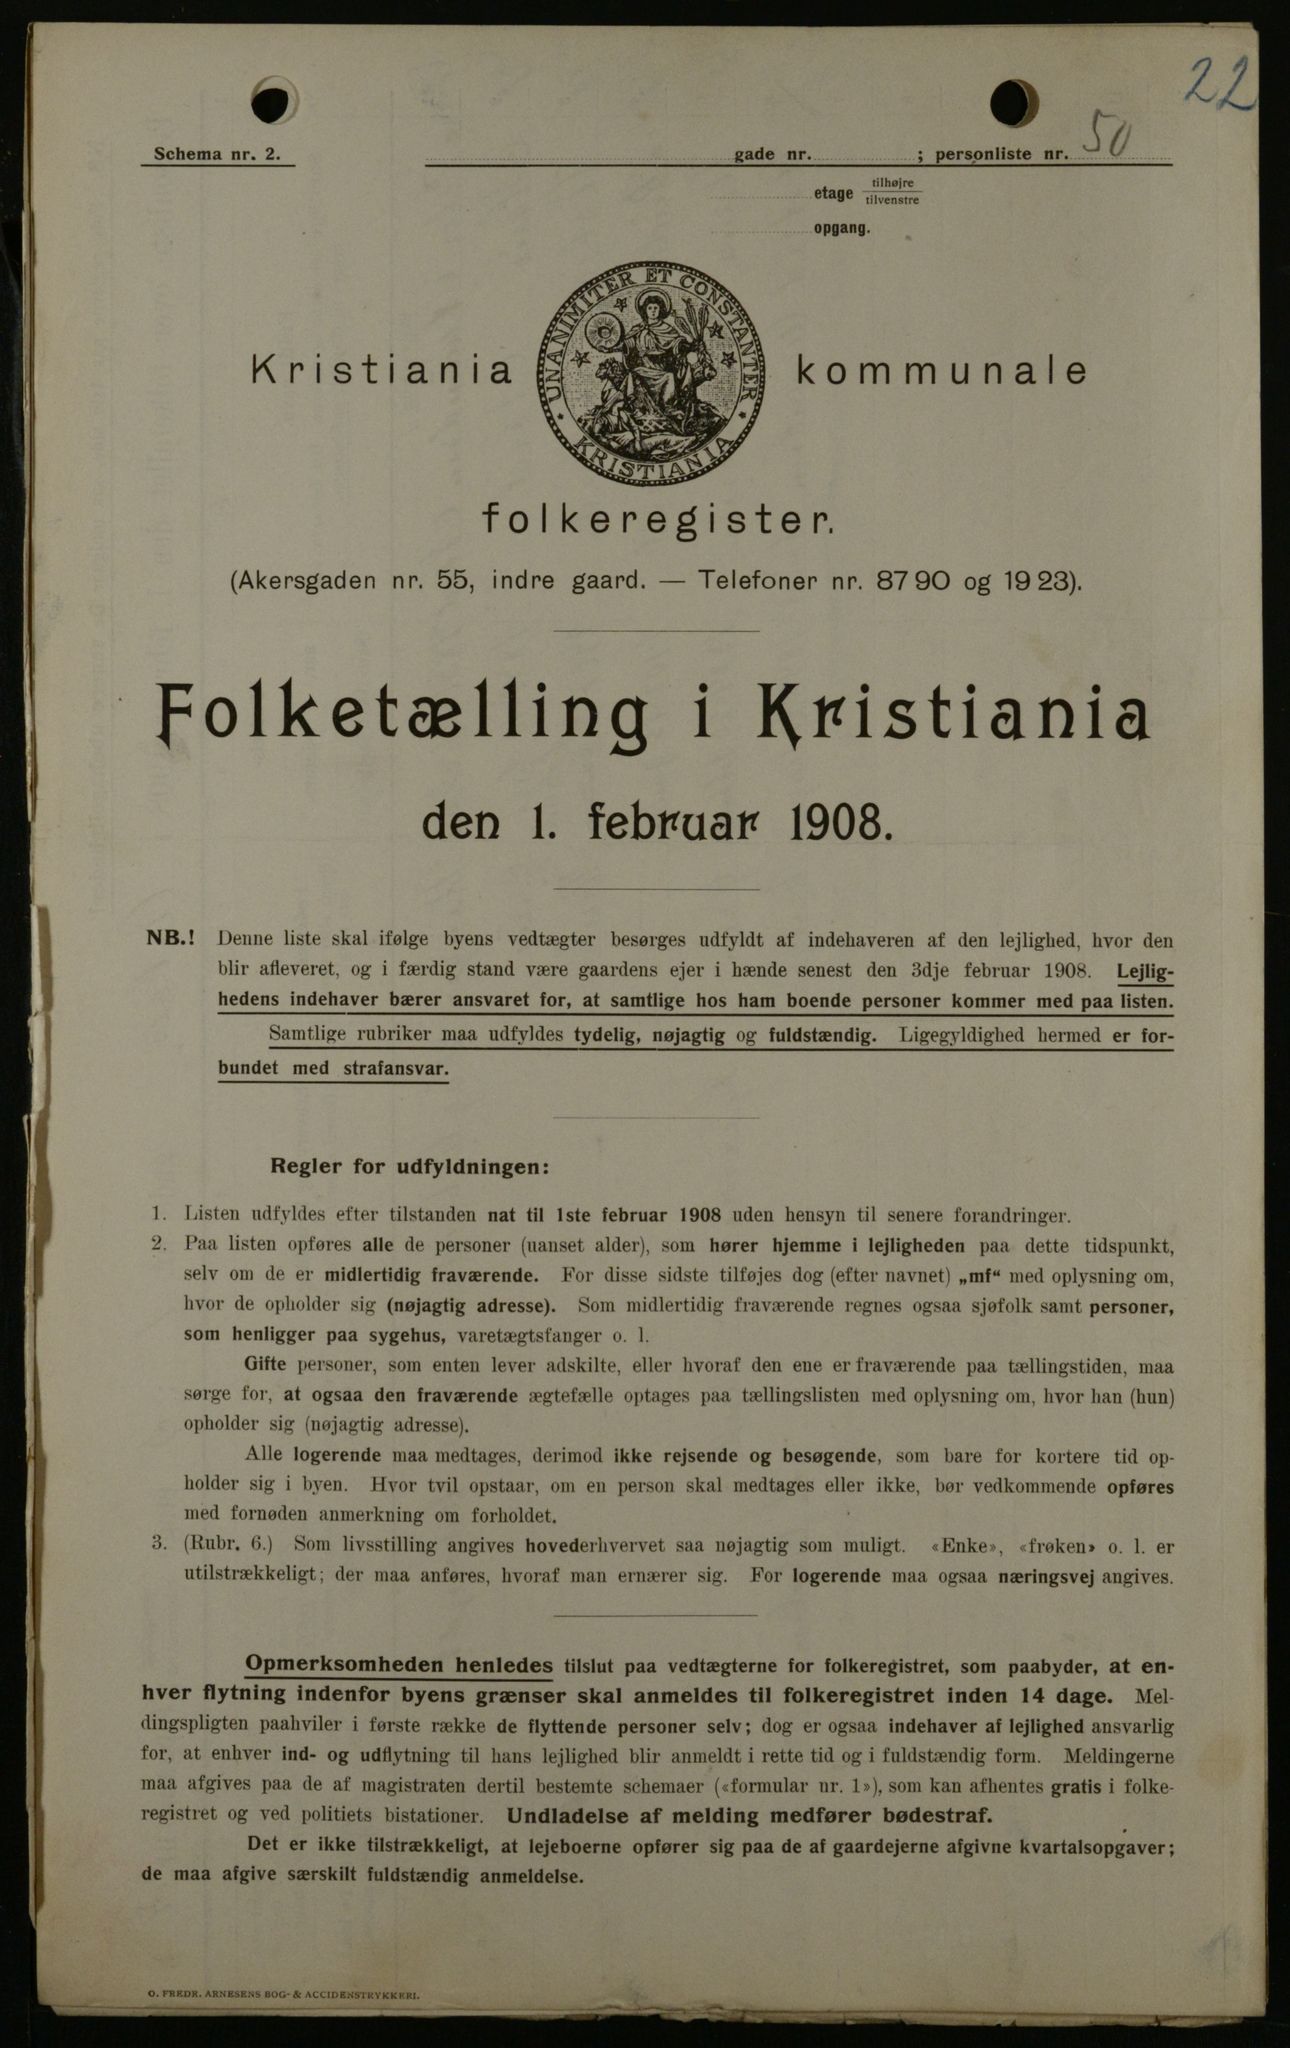 22
Schema nr. 2. gade nr. ; personliste nr. 50
etage tilhøjre
tilvenstre
opgang.
UNANIMITER ET CONSTANTER
KRISTIANIA
Kristiania kommunale
folkeregister.
(Akersgaden nr. 55, indre gaard. — Telefoner nr. 8790 og 1923).
Folketælling i Kristiania
den 1. februar 1908.
NB.! Denne liste skal ifølge byens vedtægter besørges udfyldt af indehaveren af den lejlighed, hvor den
blir afleveret, og i færdig stand være gaardens ejer i hænde senest den 3dje februar 1908. Lejlig-
hedens indehaver bærer ansvaret for, at samtlige hos ham boende personer kommer med paa listen.
Samtlige rubriker maa udfyldes tydelig, nøjagtig og fuldstændig. Ligegyldighed hermed er for-
bundet med strafansvar.
Regler for udfyldningen:
1. Listen udfyldes efter tilstanden nat til 1ste februar 1908 uden hensyn til senere forandringer.
2. Paa listen opføres alle de personer (uanset alder), som hører hjemme i lejligheden paa dette tidspunkt,
selv om de er midlertidig fraværende. For disse sidste tilføjes dog (efter navnet) „mf“ med oplysning om,
hvor de opholder sig (nøjagtig adresse). Som midlertidig fraværende regnes ogsaa sjøfolk samt personer,
som henligger paa sygehus, varetægtsfanger o. l.
Gifte personer, som enten lever adskilte, eller hvoraf den ene er fraværende paa tællingstiden, maa
sørge for, at ogsaa den fraværende ægtefælle optages paa tællingslisten med oplysning om, hvor han (hun)
opholder sig (nøjagtig adresse).
Alle logerende maa medtages, derimod ikke rejsende og besøgende, som bare for kortere tid op-
holder sig i byen. Hvor tvil opstaar, om en person skal medtages eller ikke, bør vedkommende opføres
med fornøden anmerkning om forholdet.
3. (Rubr. 6.) Som livsstilling angives hovederhvervet saa nøjagtig som muligt. «Enke», «frøken» o. l. er
utilstrækkeligt; der maa anføres, hvoraf man ernærer sig. For logerende maa ogsaa næringsvej angives.
Opmerksomheden henledes tilslut paa vedtægterne for folkeregistret, som paabyder, at en-
hver flytning indenfor byens grænser skal anmeldes til folkeregistret inden 14 dage. Mel-
dingspligten paahviler i første række de flyttende personer selv; dog er ogsaa indehaver af lejlighed ansvarlig
for, at enhver ind- og udflytning til hans lejlighed blir anmeldt i rette tid og i fuldstændig form. Meldingerne
maa afgives paa de af magistraten dertil bestemte schemaer («formular nr. 1»), som kan afhentes gratis i folke-
registret og ved politiets bistationer. Undladelse af melding medfører bødestraf.
Det er ikke tilstrækkeligt, at lejeboerne opfører sig paa de af gaardejerne afgivne kvartalsopgaver;
de maa afgive særskilt fuldstændig anmeldelse.
O. FREDR. ARNESENS BOG- & ACCIDENSTRYKKERI.